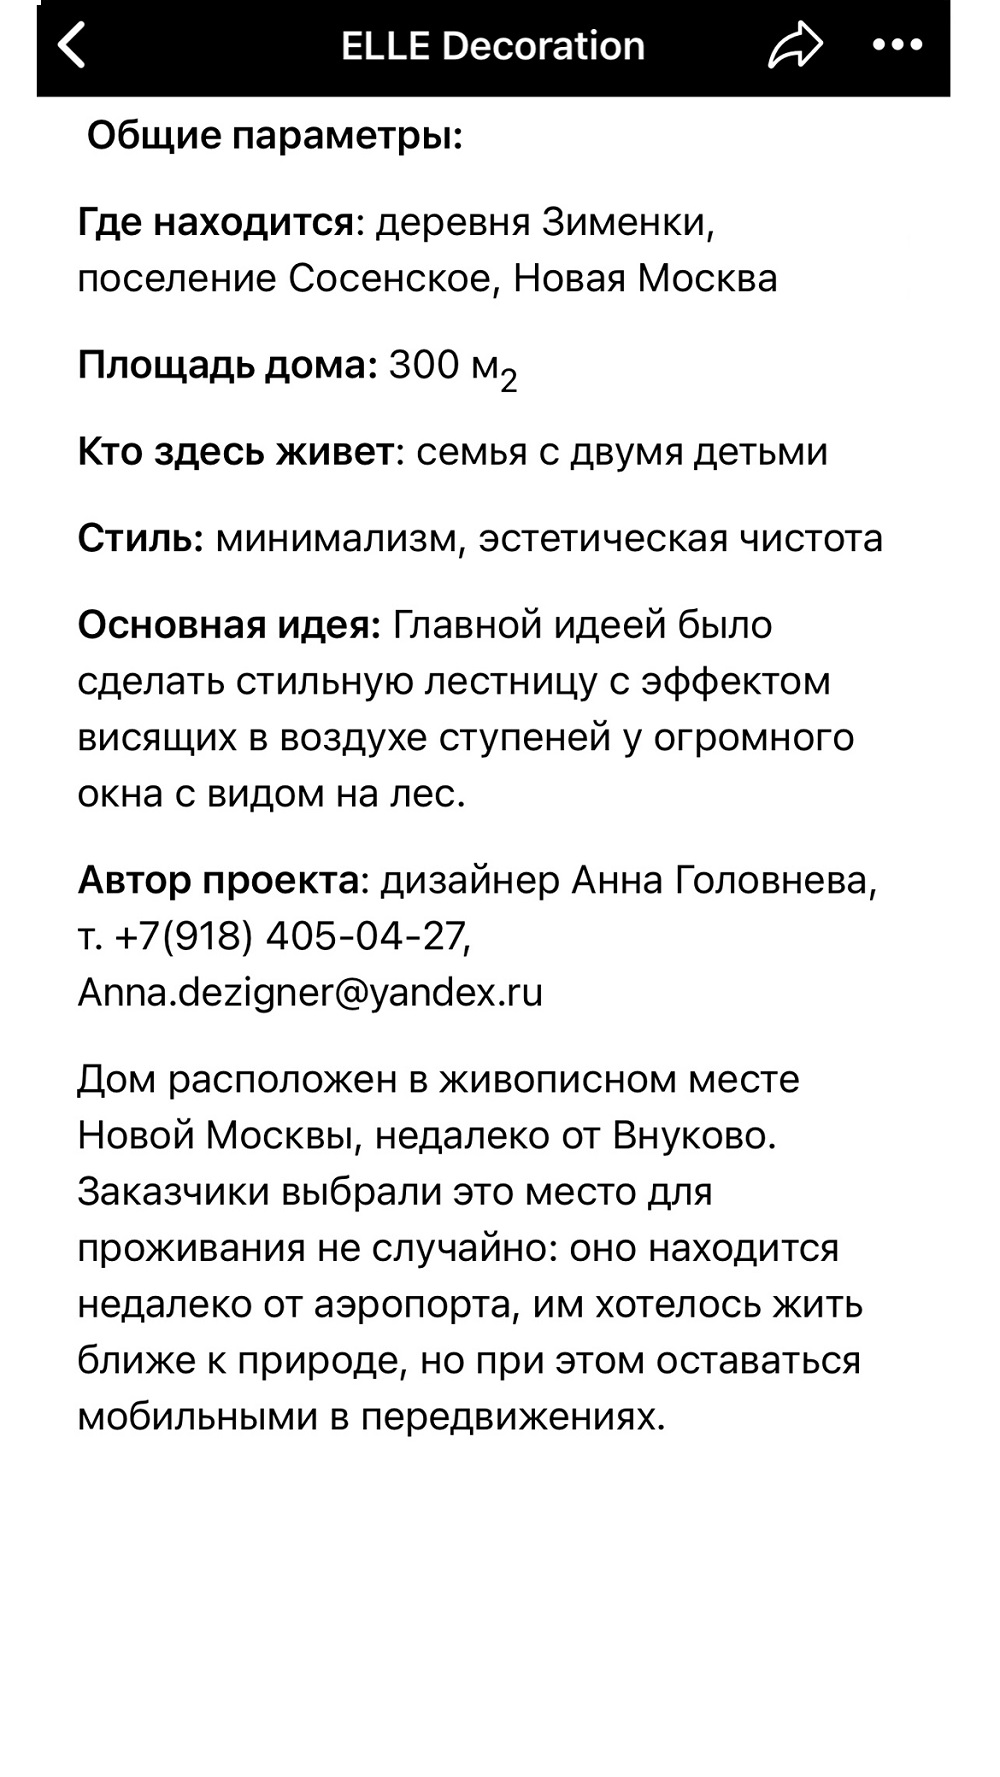 ELLE Decoration
Общие параметры:
Где находится: деревня Зименки,
поселение Сосенское, Новая Москва
Площадь дома: 300 м₂
Кто здесь живет: семья с двумя детьми
Стиль: минимализм, эстетическая чистота
Основная идея: Главной идеей было
сделать стильную лестницу с эффектом
висящих в воздухе ступеней у огромного
окна с видом на лес.
Автор проекта: дизайнер Анна Головнева,
т. +7(918) 405-04-27,
Anna.dezigner@yandex.ru
Дом расположен в живописном месте
Новой Москвы, недалеко от Внуково.
Заказчики выбрали это место для
проживания не случайно: оно находится
недалеко от аэропорта, им хотелось жить
ближе к природе, но при этом оставаться
мобильными в передвижениях.